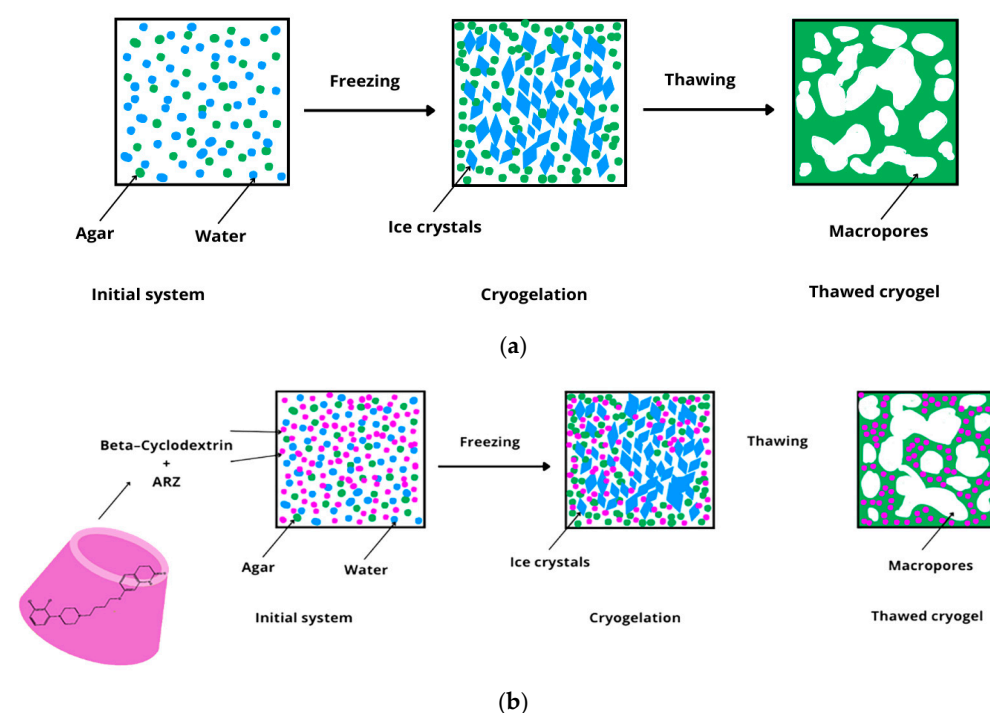 Freezing
Thawing
Agar
Water
Ice crystals
Macropores
Initial system
Cryogelation
Thawed cryogel
(a)
Beta–Cyclodextrin
+
ARZ
Freezing
Thawing
Agar
Water
Ice crystals
Macropores
Initial system
Cryogelation
Thawed cryogel
(b)